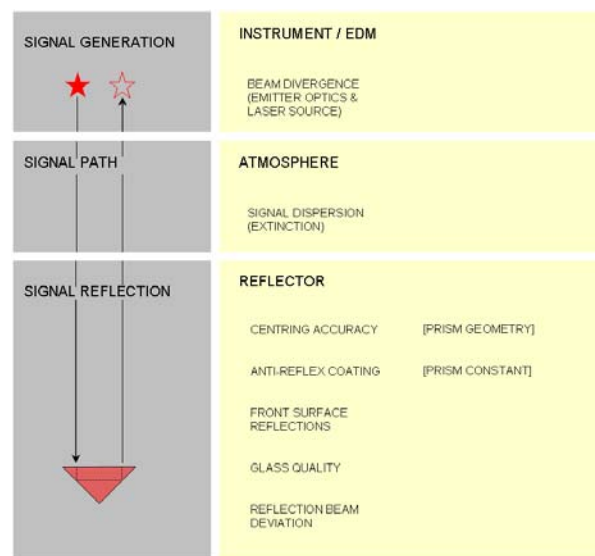 SIGNAL GENERATION
INSTRUMENT / EDM
BEAM DIVERGENCE
(EMITTER OPTICS &
LASER SOURCE)
SIGNAL PATH
ATMOSPHERE
SIGNAL DISPERSION
(EXTINCTION)
SIGNAL REFLECTION
REFLECTOR
CENTRING ACCURACY [PRISM GEOMETRY]
ANTI-REFLEX COATING [PRISM CONSTANT]
FRONT SURFACE
REFLECTIONS
GLASS QUALITY
REFLECTION BEAM
DEVIATION